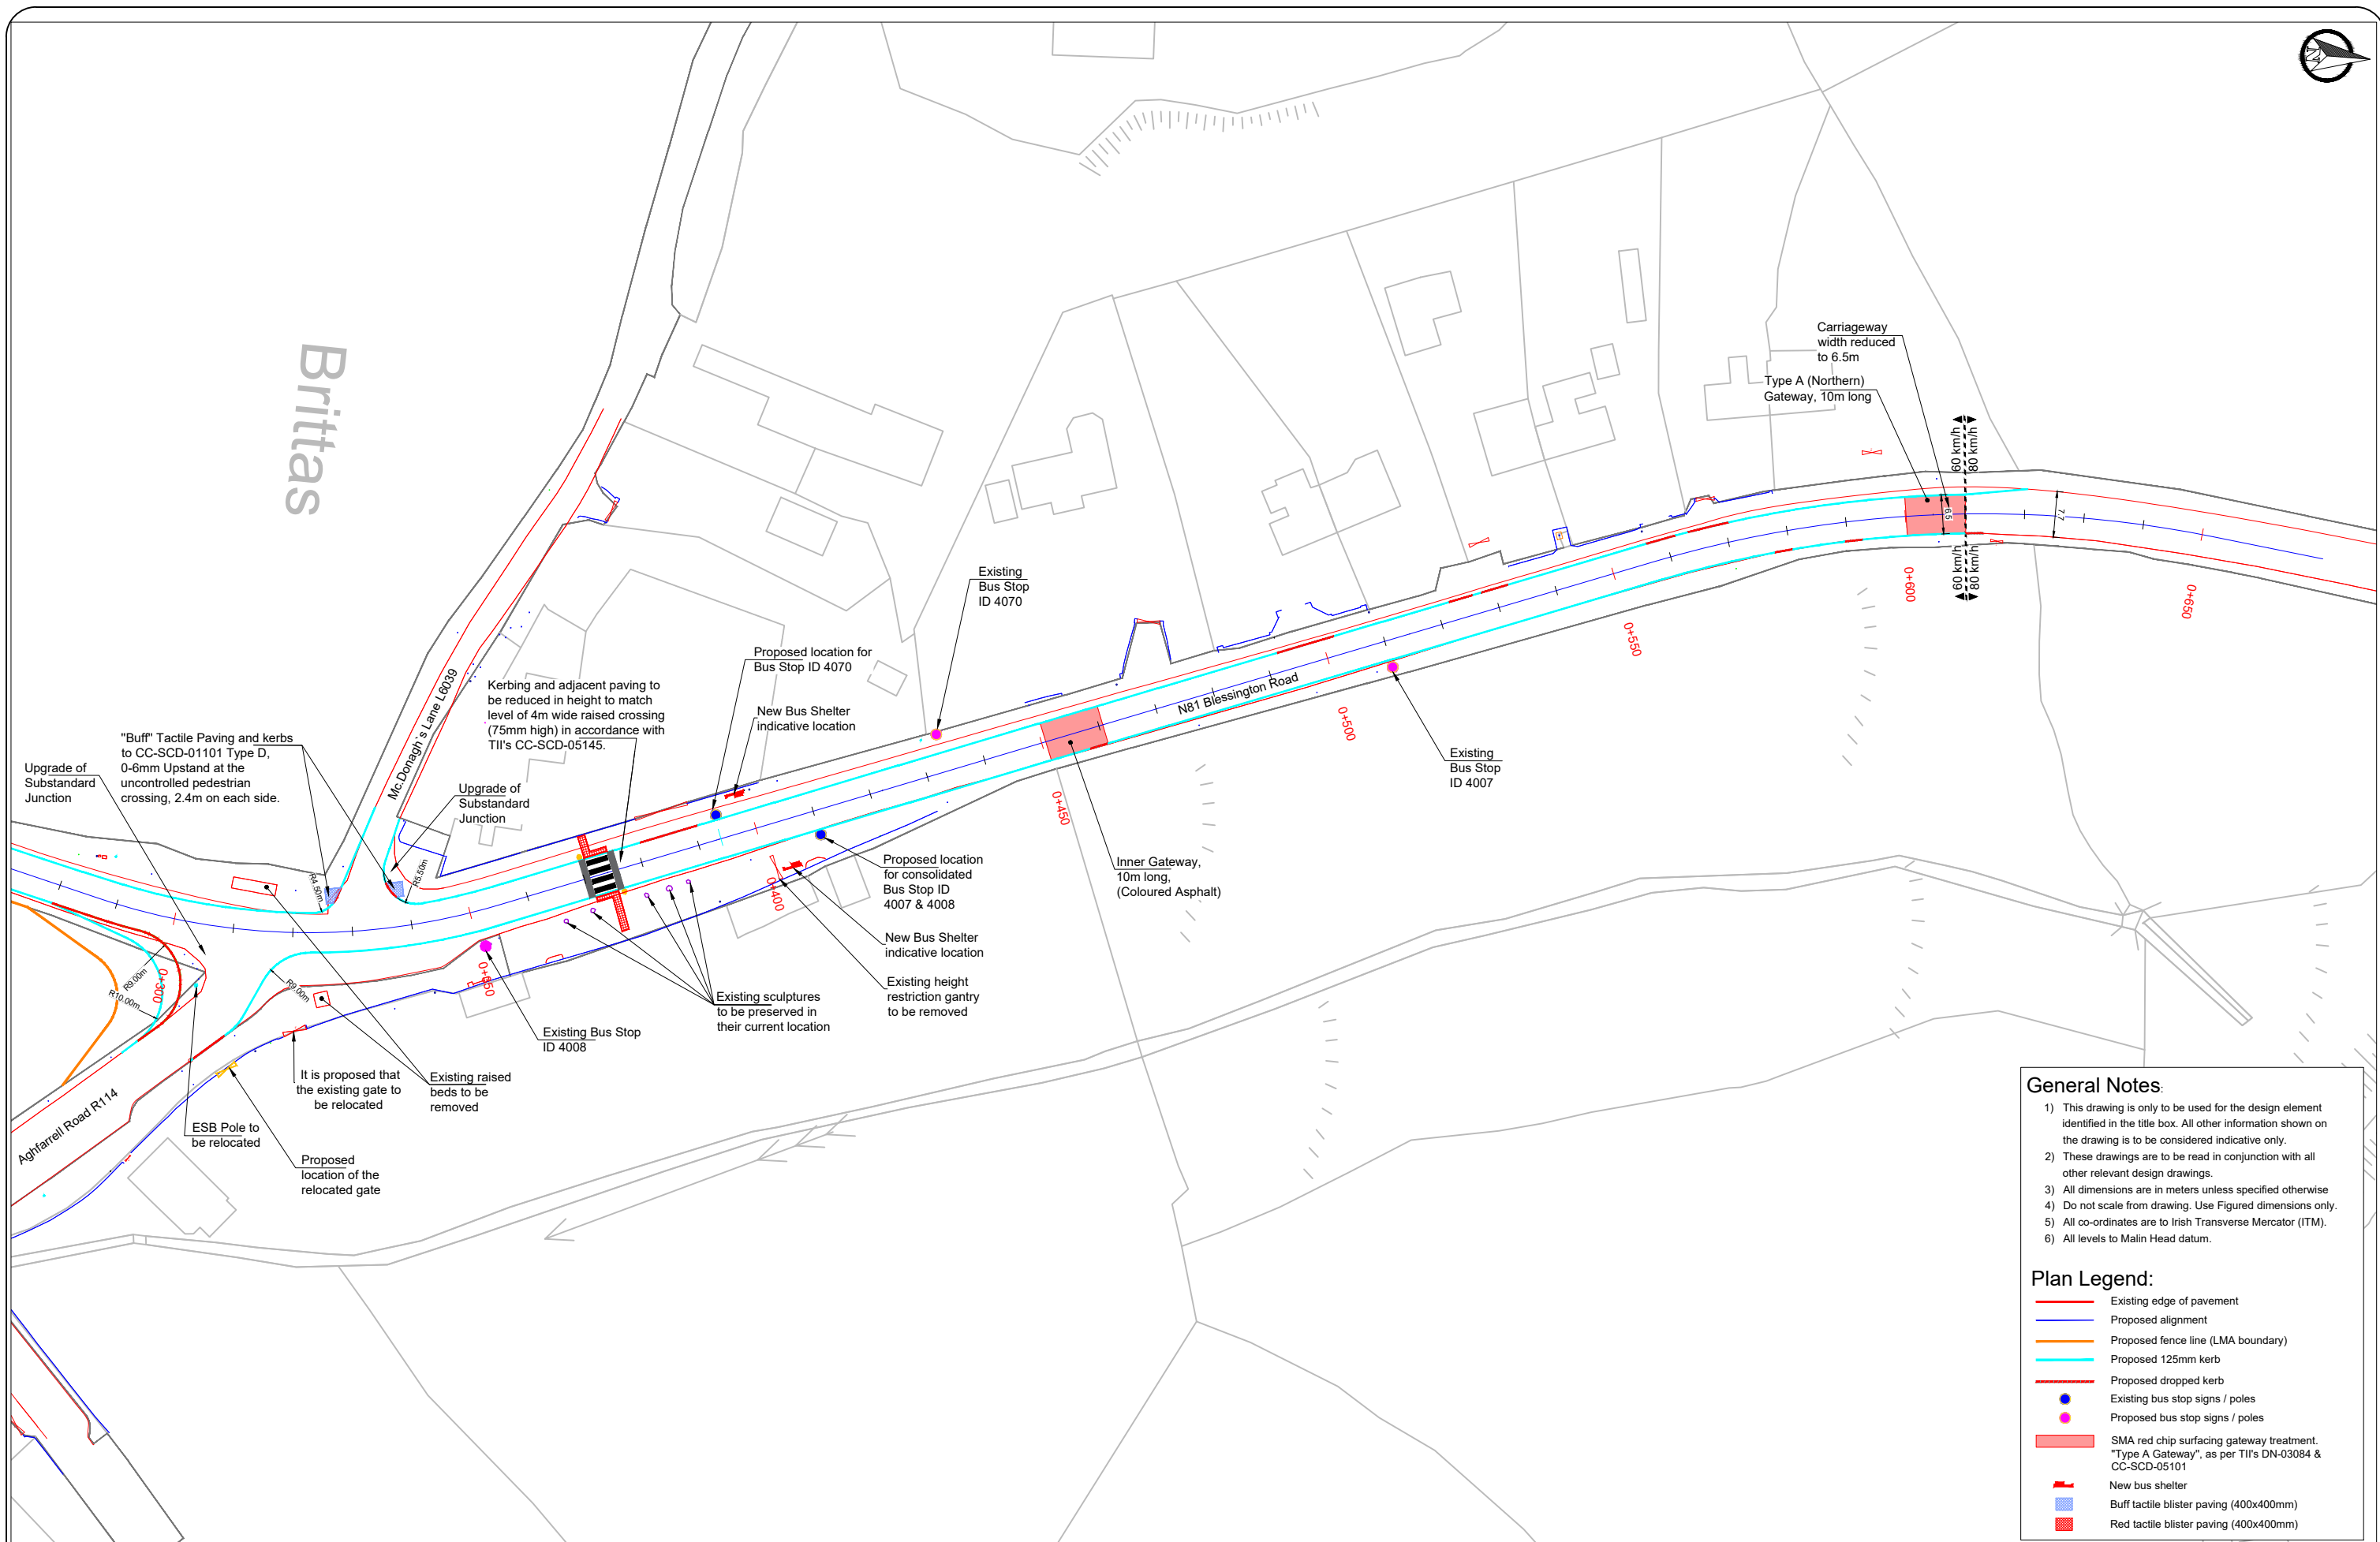 Brittas
Carriageway
width reduced
to 6.5m
Type A (Northern)
Gateway, 10m long
60 km/h
80 km/h
6.5
7.7
60 km/h
80 km/h
0+600
0+650
0+550
0+500
0+450
0+400
0+350
0+300
Existing
Bus Stop
ID 4070
Proposed location for
Bus Stop ID 4070
New Bus Shelter
indicative location
Kerbing and adjacent paving to
be reduced in height to match
level of 4m wide raised crossing
(75mm high) in accordance with
TII's CC-SCD-05145.
Mc.Donagh`s Lane L6039
"Buff" Tactile Paving and kerbs
to CC-SCD-01101 Type D,
0-6mm Upstand at the
uncontrolled pedestrian
crossing, 2.4m on each side.
Upgrade of
Substandard
Junction
Upgrade of
Substandard
Junction
N81 Blessington Road
Existing
Bus Stop
ID 4007
Inner Gateway,
10m long,
(Coloured Asphalt)
Proposed location
for consolidated
Bus Stop ID
4007 & 4008
New Bus Shelter
indicative location
Existing height
restriction gantry
to be removed
Existing sculptures
to be preserved in
their current location
Existing Bus Stop
ID 4008
R4.50m
R5.50m
R9.00m
R10.00m
R9.00m
It is proposed that
the existing gate to
be relocated
Existing raised
beds to be
removed
ESB Pole to
be relocated
Proposed
location of the
relocated gate
Aghfarrell Road R114
General Notes:
1) This drawing is only to be used for the design element
identified in the title box. All other information shown on
the drawing is to be considered indicative only.
2) These drawings are to be read in conjunction with all
other relevant design drawings.
3) All dimensions are in meters unless specified otherwise
4) Do not scale from drawing. Use Figured dimensions only.
5) All co-ordinates are to Irish Transverse Mercator (ITM).
6) All levels to Malin Head datum.
Plan Legend:
Existing edge of pavement
Proposed alignment
Proposed fence line (LMA boundary)
Proposed 125mm kerb
Proposed dropped kerb
Existing bus stop signs / poles
Proposed bus stop signs / poles
SMA red chip surfacing gateway treatment.
"Type A Gateway", as per TII's DN-03084 &
CC-SCD-05101
New bus shelter
Buff tactile blister paving (400x400mm)
Red tactile blister paving (400x400mm)